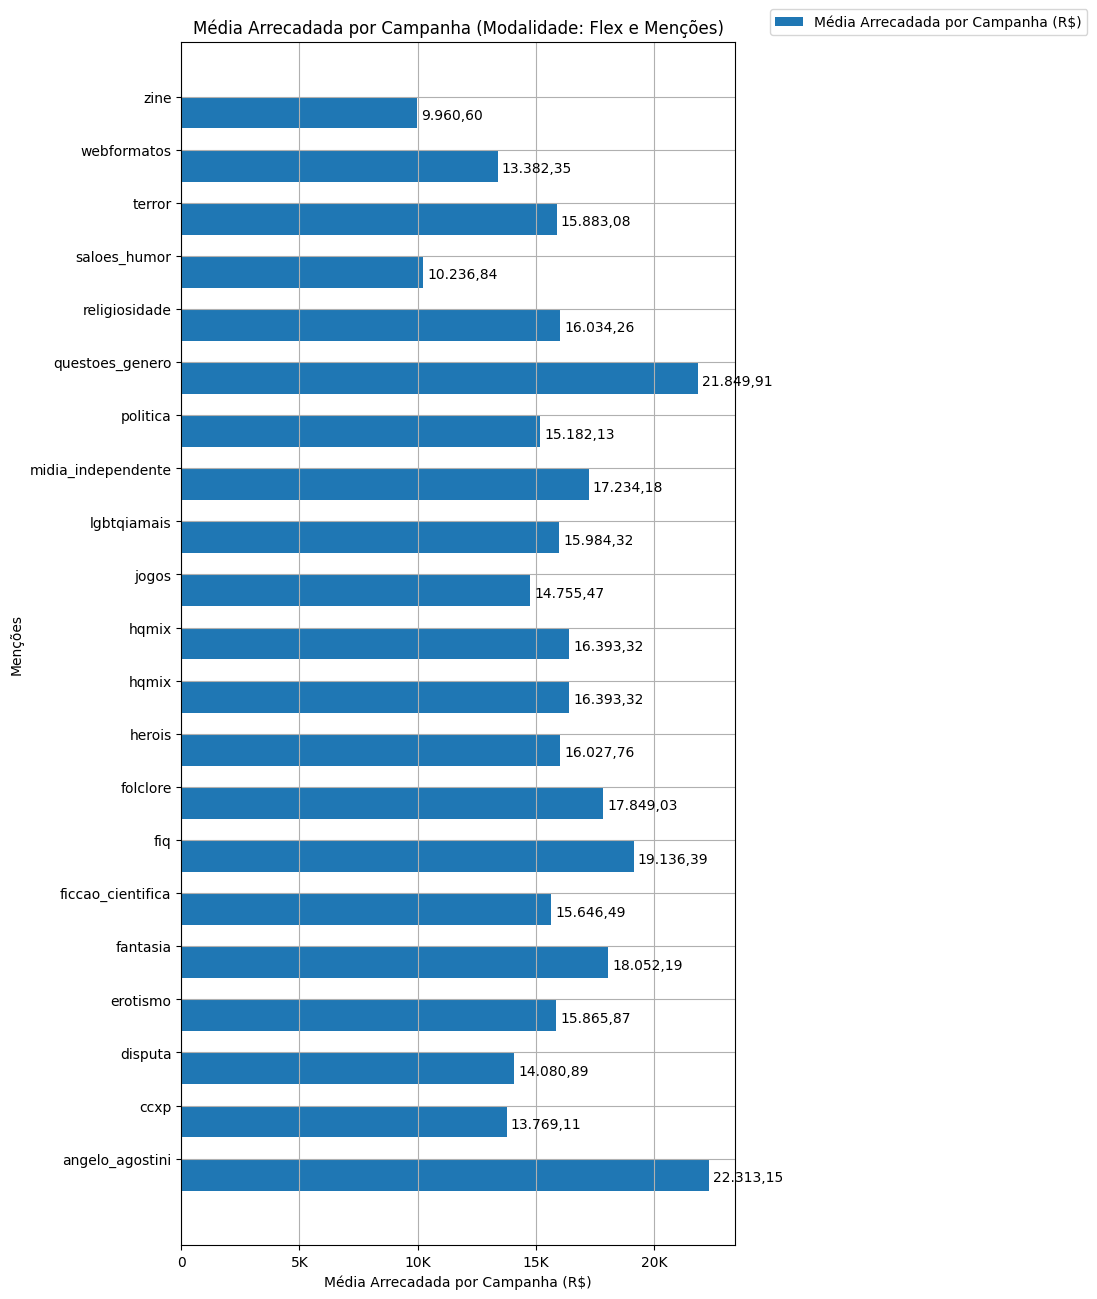 Média Arrecadada por Campanha (Modalidade: Flex e Menções)
Média Arrecadada por Campanha (R$)
zine 9.960,60
webformatos 13.382,35
terror 15.883,08
saloes_humor 10.236,84
religiosidade 16.034,26
questoes_genero 21.849,91
politica 15.182,13
midia_independente 17.234,18
lgbtqiamais 15.984,32
jogos 14.755,47
hqmix 16.393,32
hqmix 16.393,32
herois 16.027,76
folclore 17.849,03
fiq 19.136,39
ficcao_cientifica 15.646,49
fantasia 18.052,19
erotismo 15.865,87
disputa 14.080,89
ccxp 13.769,11
angelo_agostini 22.313,15
Menções
0 5K 10K 15K 20K
Média Arrecadada por Campanha (R$)